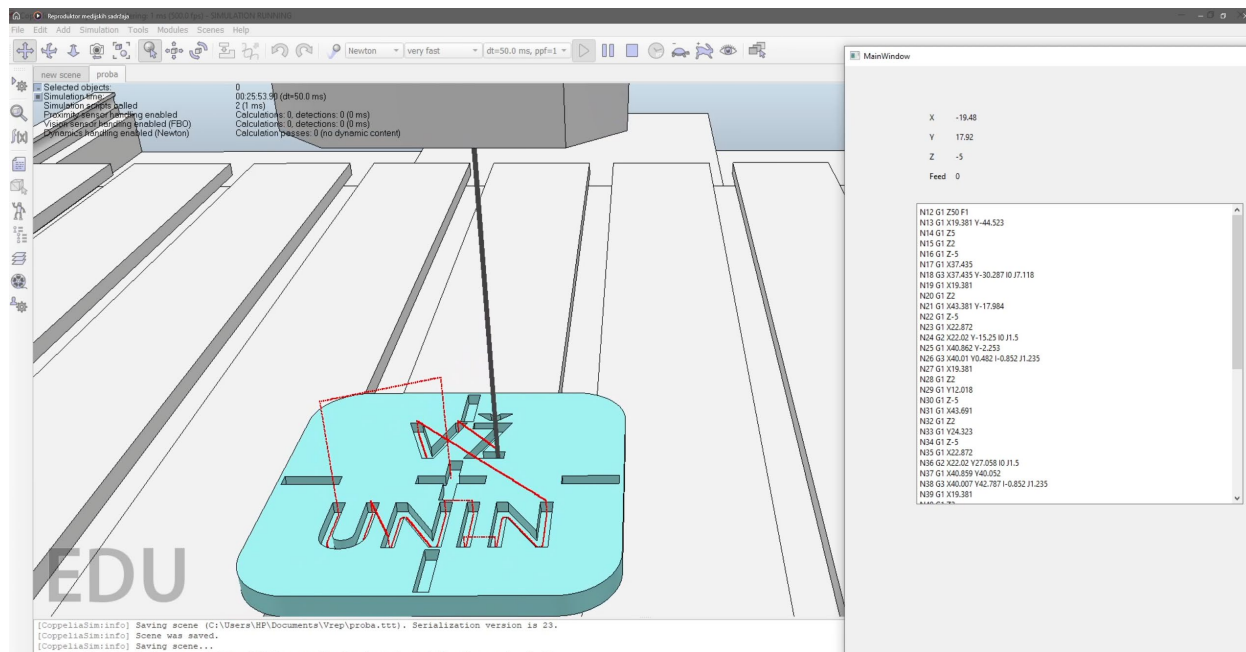 Reproduktor medijskih sadržaja
SIMULATION RUNNING
File Edit Add Simulation Tools Modules Scenes Help
Newton very fast dt=50.0 ms, ppf=1
new scene proba
Selected objects: 0
Simulation time: 00:25:53.90 (dt=50.0 ms)
Simulation scripts called 2 (1 ms)
Proximity sensor handling enabled Calculations: 0, detections: 0 (0 ms)
Vision sensor handling enabled (FBO) Calculations: 0, detections: 0 (0 ms)
Dynamics handling enabled (Newton) Calculation passes: 0 (no dynamic content)
VŽ
UNIN
EDU
[CoppeliaSim:info] Saving scene (C:\Users\HP\Documents\Vrep\proba.ttt). Serialization version is 23.
[CoppeliaSim:info] Scene was saved.
[CoppeliaSim:info] Saving scene...
MainWindow
X -19.48
Y 17.92
Z -5
Feed 0
N12 G1 Z50 F1
N13 G1 X19.381 Y-44.523
N14 G1 Z5
N15 G1 Z2
N16 G1 Z-5
N17 G1 X37.435
N18 G3 X37.435 Y-30.287 I0 J7.118
N19 G1 X19.381
N20 G1 Z2
N21 G1 X43.381 Y-17.984
N22 G1 Z-5
N23 G1 X22.872
N24 G2 X22.02 Y-15.25 I0 J1.5
N25 G1 X40.862 Y-2.253
N26 G3 X40.01 Y0.482 I-0.852 J1.235
N27 G1 X19.381
N28 G1 Z2
N29 G1 Y12.018
N30 G1 Z-5
N31 G1 X43.691
N32 G1 Z2
N33 G1 Y24.323
N34 G1 Z-5
N35 G1 X22.872
N36 G2 X22.02 Y27.058 I0 J1.5
N37 G1 X40.859 Y40.052
N38 G3 X40.007 Y42.787 I-0.852 J1.235
N39 G1 X19.381